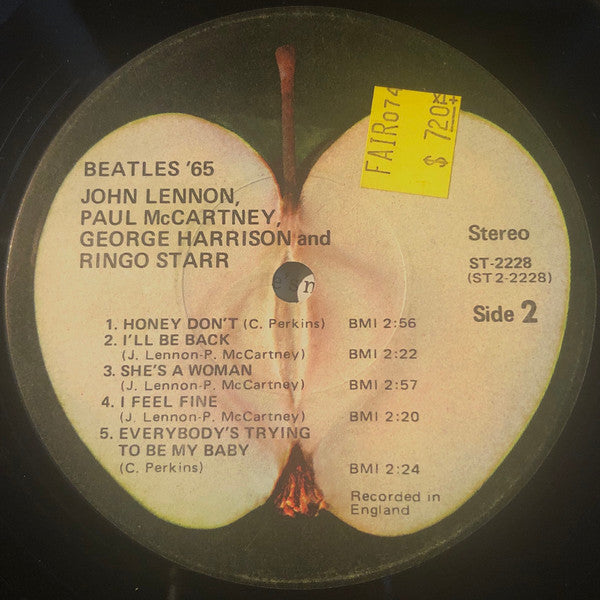 BEATLES '65
JOHN LENNON,
PAUL McCARTNEY,
GEORGE HARRISON and
RINGO STARR
FAIR074
XI+
$ 720
Stereo
ST-2228
(ST 2-2228)
Side 2
1. HONEY DON'T (C. Perkins) BMI 2:56
2. I'LL BE BACK
(J. Lennon-P. McCartney) BMI 2:22
3. SHE'S A WOMAN
(J. Lennon-P. McCartney) BMI 2:57
4. I FEEL FINE
(J. Lennon-P. McCartney) BMI 2:20
5. EVERYBODY'S TRYING
TO BE MY BABY
(C. Perkins) BMI 2:24
Recorded in
England